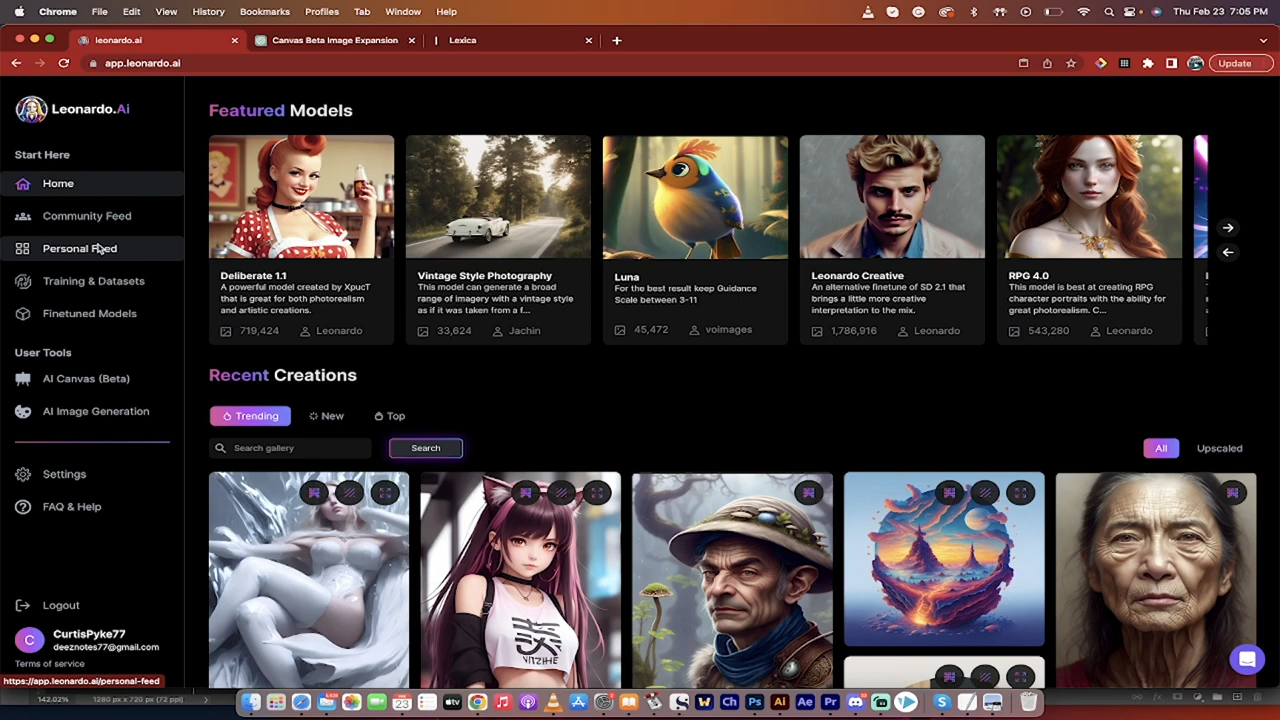 Chrome File Edit View History Bookmarks Profiles Tab Window Help Thu Feb 23 7:05 PM
leonardo.ai Canvas Beta Image Expansion Lexica
app.leonardo.ai Update
Leonardo.Ai
Start Here
Home
Community Feed
Personal Feed
Training & Datasets
Finetuned Models
User Tools
AI Canvas (Beta)
AI Image Generation
Settings
FAQ & Help
Logout
C
CurtisPyke77
deeznotes77@gmail.com
Terms of service
https://app.leonardo.ai/personal-feed
Featured Models
Deliberate 1.1
A powerful model created by XpucT
that is great for both photorealism
and artistic creations.
719,424 Leonardo
Vintage Style Photography
This model can generate a broad
range of imagery with a vintage style
as if it was taken from a f...
33,624 Jachin
Luna
For the best result keep Guidance
Scale between 3-11
45,472 voimages
Leonardo Creative
An alternative finetune of SD 2.1 that
brings a little more creative
interpretation to the mix.
1,786,916 Leonardo
RPG 4.0
This model is best at creating RPG
character portraits with the ability for
great photorealism. C...
543,280 Leonardo
Recent Creations
Trending New Top
Search gallery Search All Upscaled
142.02% 1280 px x 720 px (72 ppi)